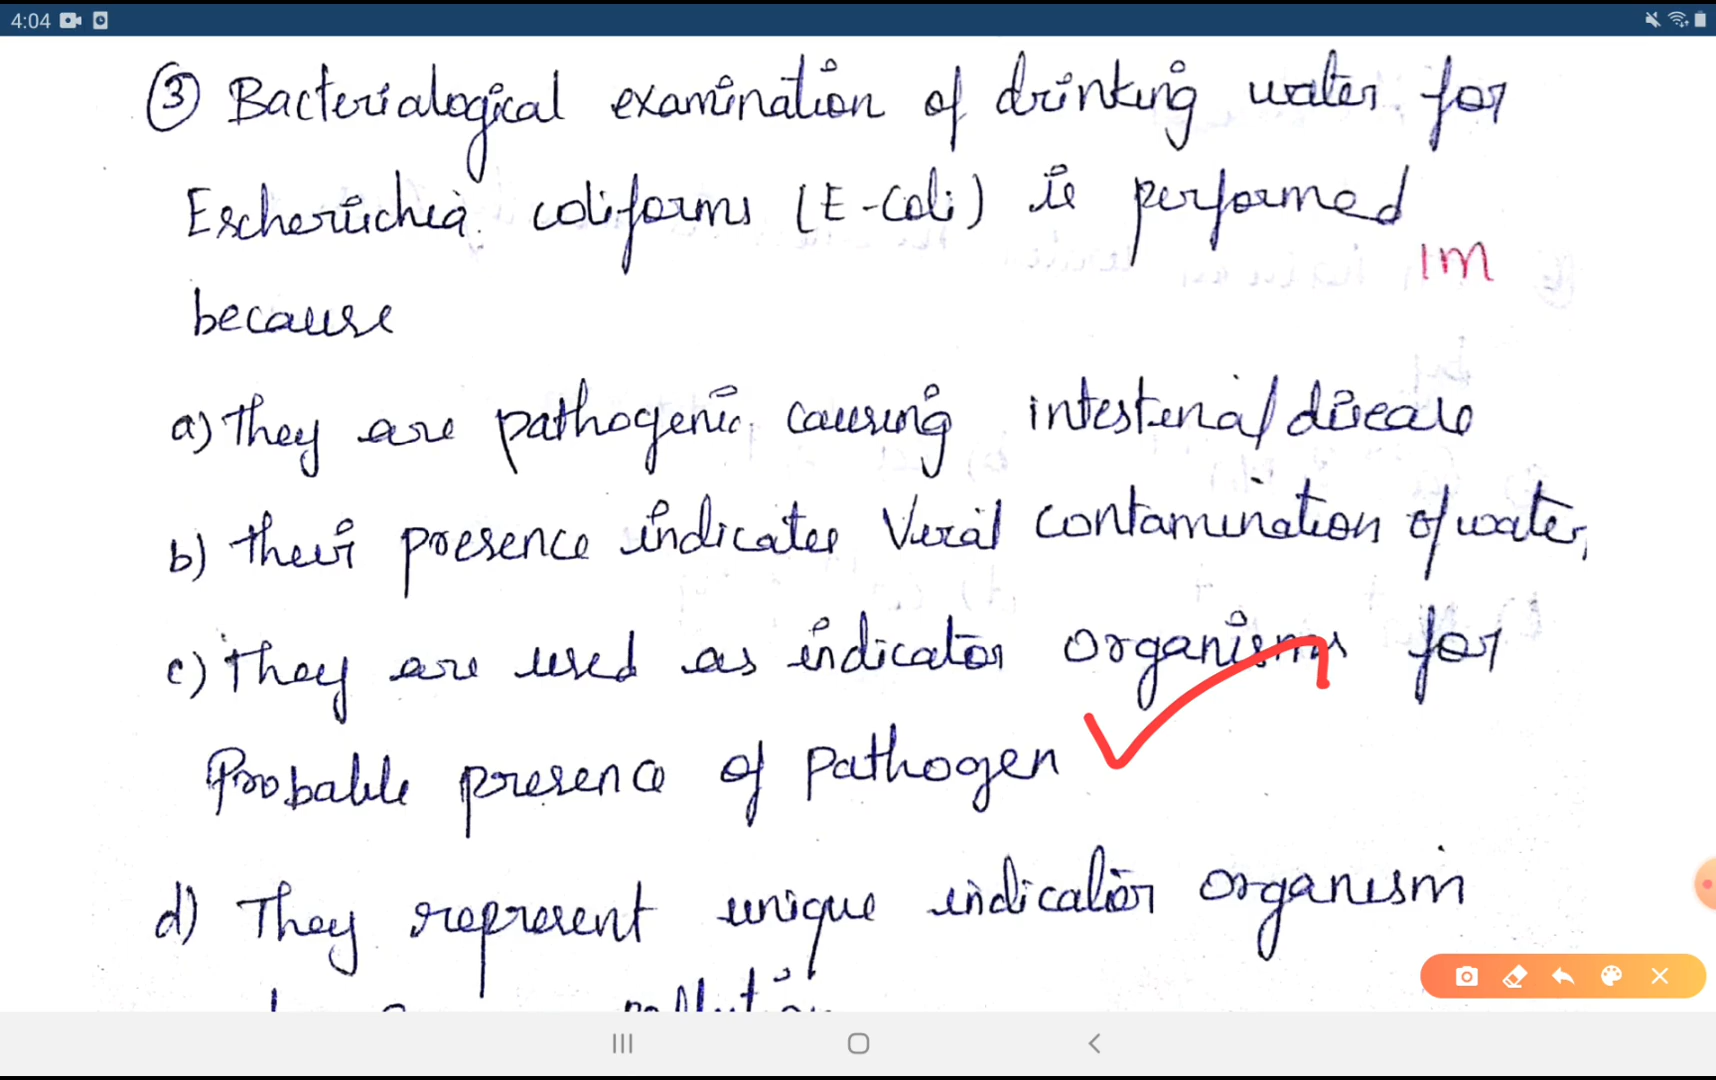 4:04
③ Bacterialogical examination of drinking water for
Escherichia coliforms (E-Coli) is performed
1M
because
a) They are pathogenic causing intestinal disease
b) their presence indicates Viral contamination of water,
c) They are used as indicator organisms for
Probable presence of pathogen
d) They represent unique indicator organism